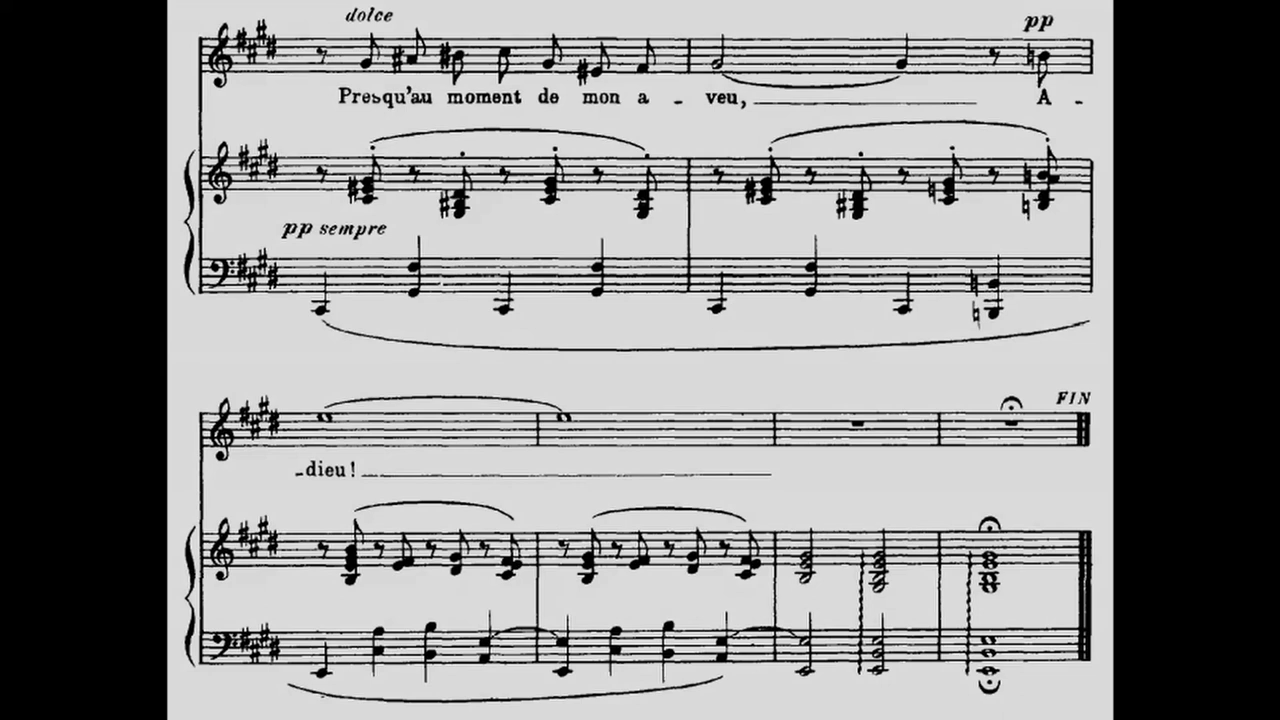 dolce
pp
Presqu'au moment de mon a - veu, A -
pp sempre
FIN
-dieu!